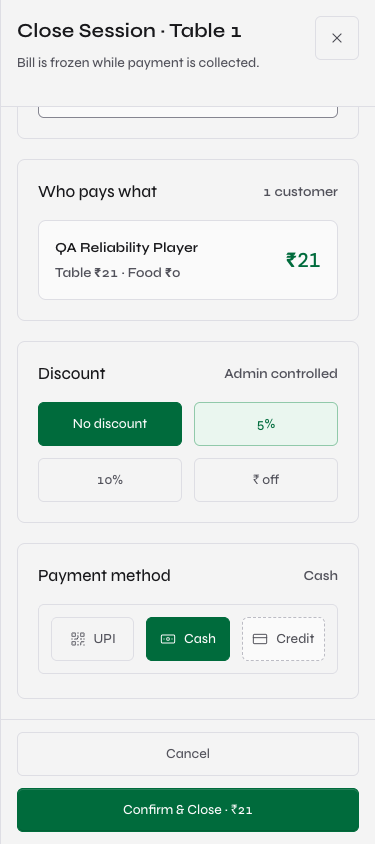 Close Session · Table 1
Bill is frozen while payment is collected.
Who pays what
1 customer
QA Reliability Player
Table ₹21 · Food ₹0
₹21
Discount
Admin controlled
No discount
5%
10%
₹ off
Payment method
Cash
UPI
Cash
Credit
Cancel
Confirm & Close · ₹21